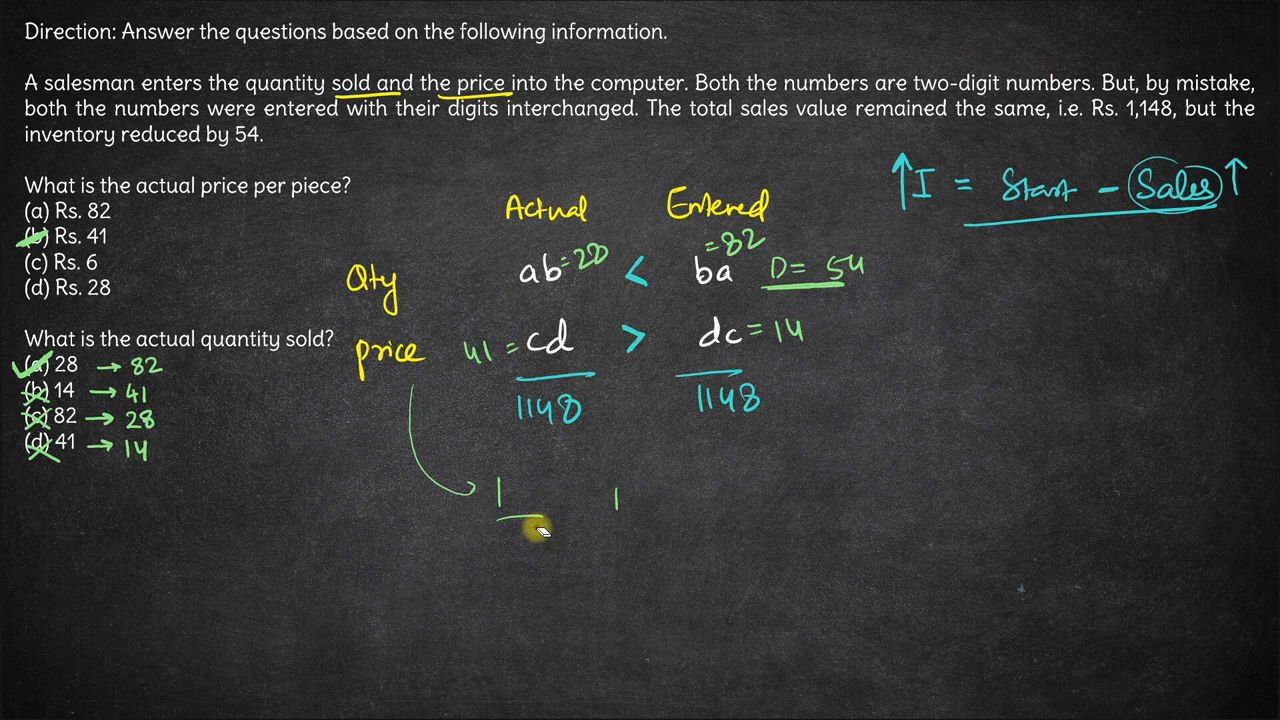 Direction: Answer the questions based on the following information.
A salesman enters the quantity sold and the price into the computer. Both the numbers are two-digit numbers. But, by mistake,
both the numbers were entered with their digits interchanged. The total sales value remained the same, i.e. Rs. 1,148, but the
inventory reduced by 54.
What is the actual price per piece?
(a) Rs. 82
(b) Rs. 41
(c) Rs. 6
(d) Rs. 28
What is the actual quantity sold?
(a) 28 → 82
(b) 14 → 41
(c) 82 → 28
(d) 41 → 14
↑I = Start - Sales↑
Actual Entered
Qty ab=28 < ba=82 D= 54
price 41=cd > dc=14
1148 1148
1 1